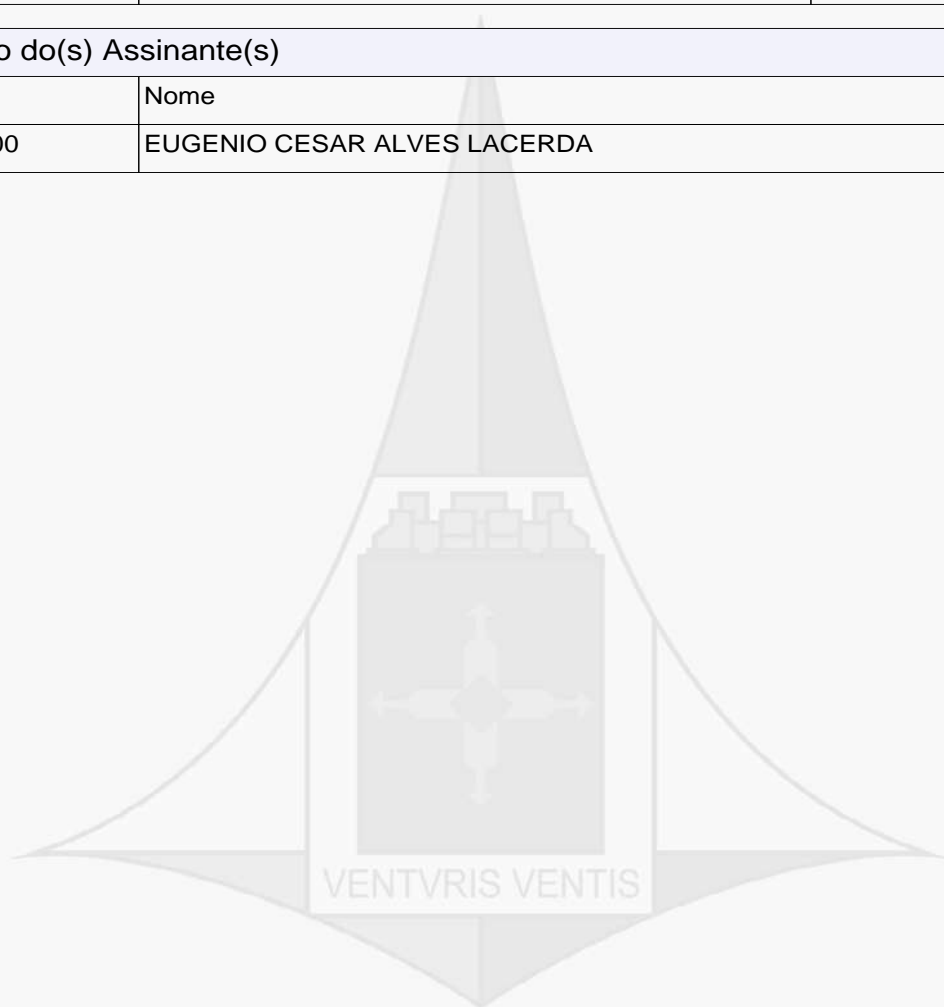 o do(s) Assinante(s)
Nome
00 EUGENIO CESAR ALVES LACERDA
VENTVRIS VENTIS